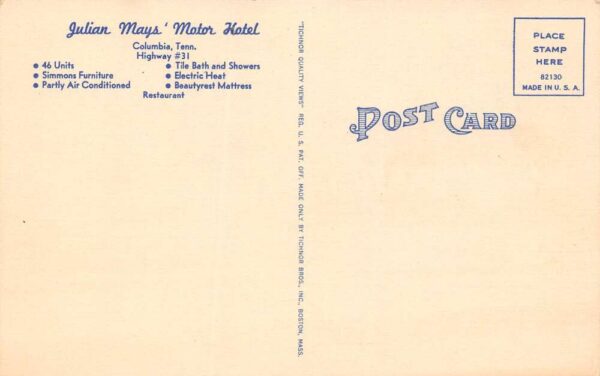 Julian Mays' Motor Hotel
Columbia, Tenn.
Highway #31
● 46 Units
● Simmons Furniture
● Partly Air Conditioned
● Tile Bath and Showers
● Electric Heat
● Beautyrest Mattress
Restaurant
"TICHNOR QUALITY VIEWS" REG. U. S. PAT. OFF. MADE ONLY BY TICHNOR BROS., INC., BOSTON, MASS.
POST CARD
PLACE
STAMP
HERE
82130
MADE IN U. S. A.